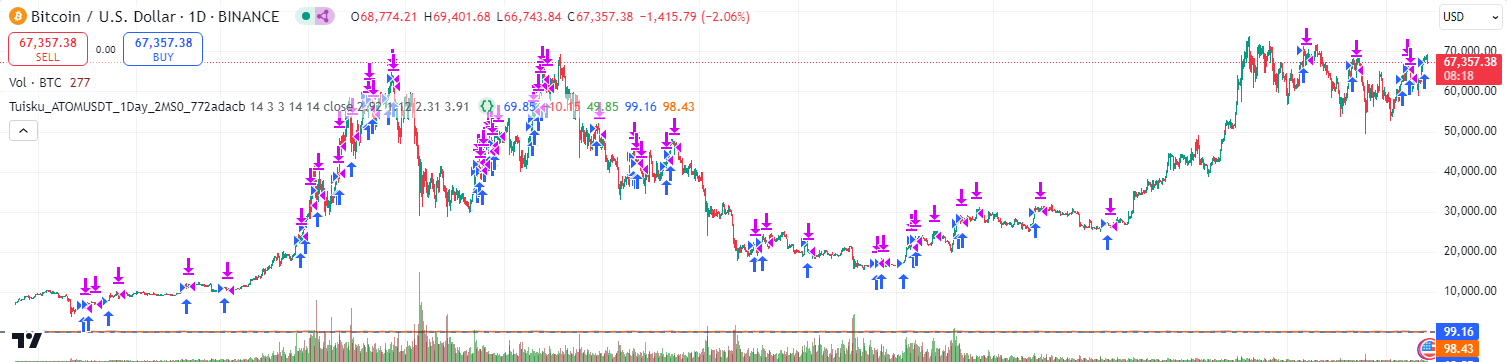 Bitcoin / U.S. Dollar · 1D · BINANCE O68,774.21 H69,401.68 L66,743.84 C67,357.38 −1,415.79 (−2.06%)
USD
67,357.38 0.00 67,357.38
SELL BUY
Vol · BTC 277
Tuisku_ATOMUSDT_1Day_2MS0_772adacb 14 3 3 14 14 close 2.92 1.12 2.31 3.91 {} 69.85 −10.15 49.85 99.16 98.43
70,000.00
67,357.38
08:18
60,000.00
50,000.00
40,000.00
30,000.00
20,000.00
10,000.00
99.16
98.43